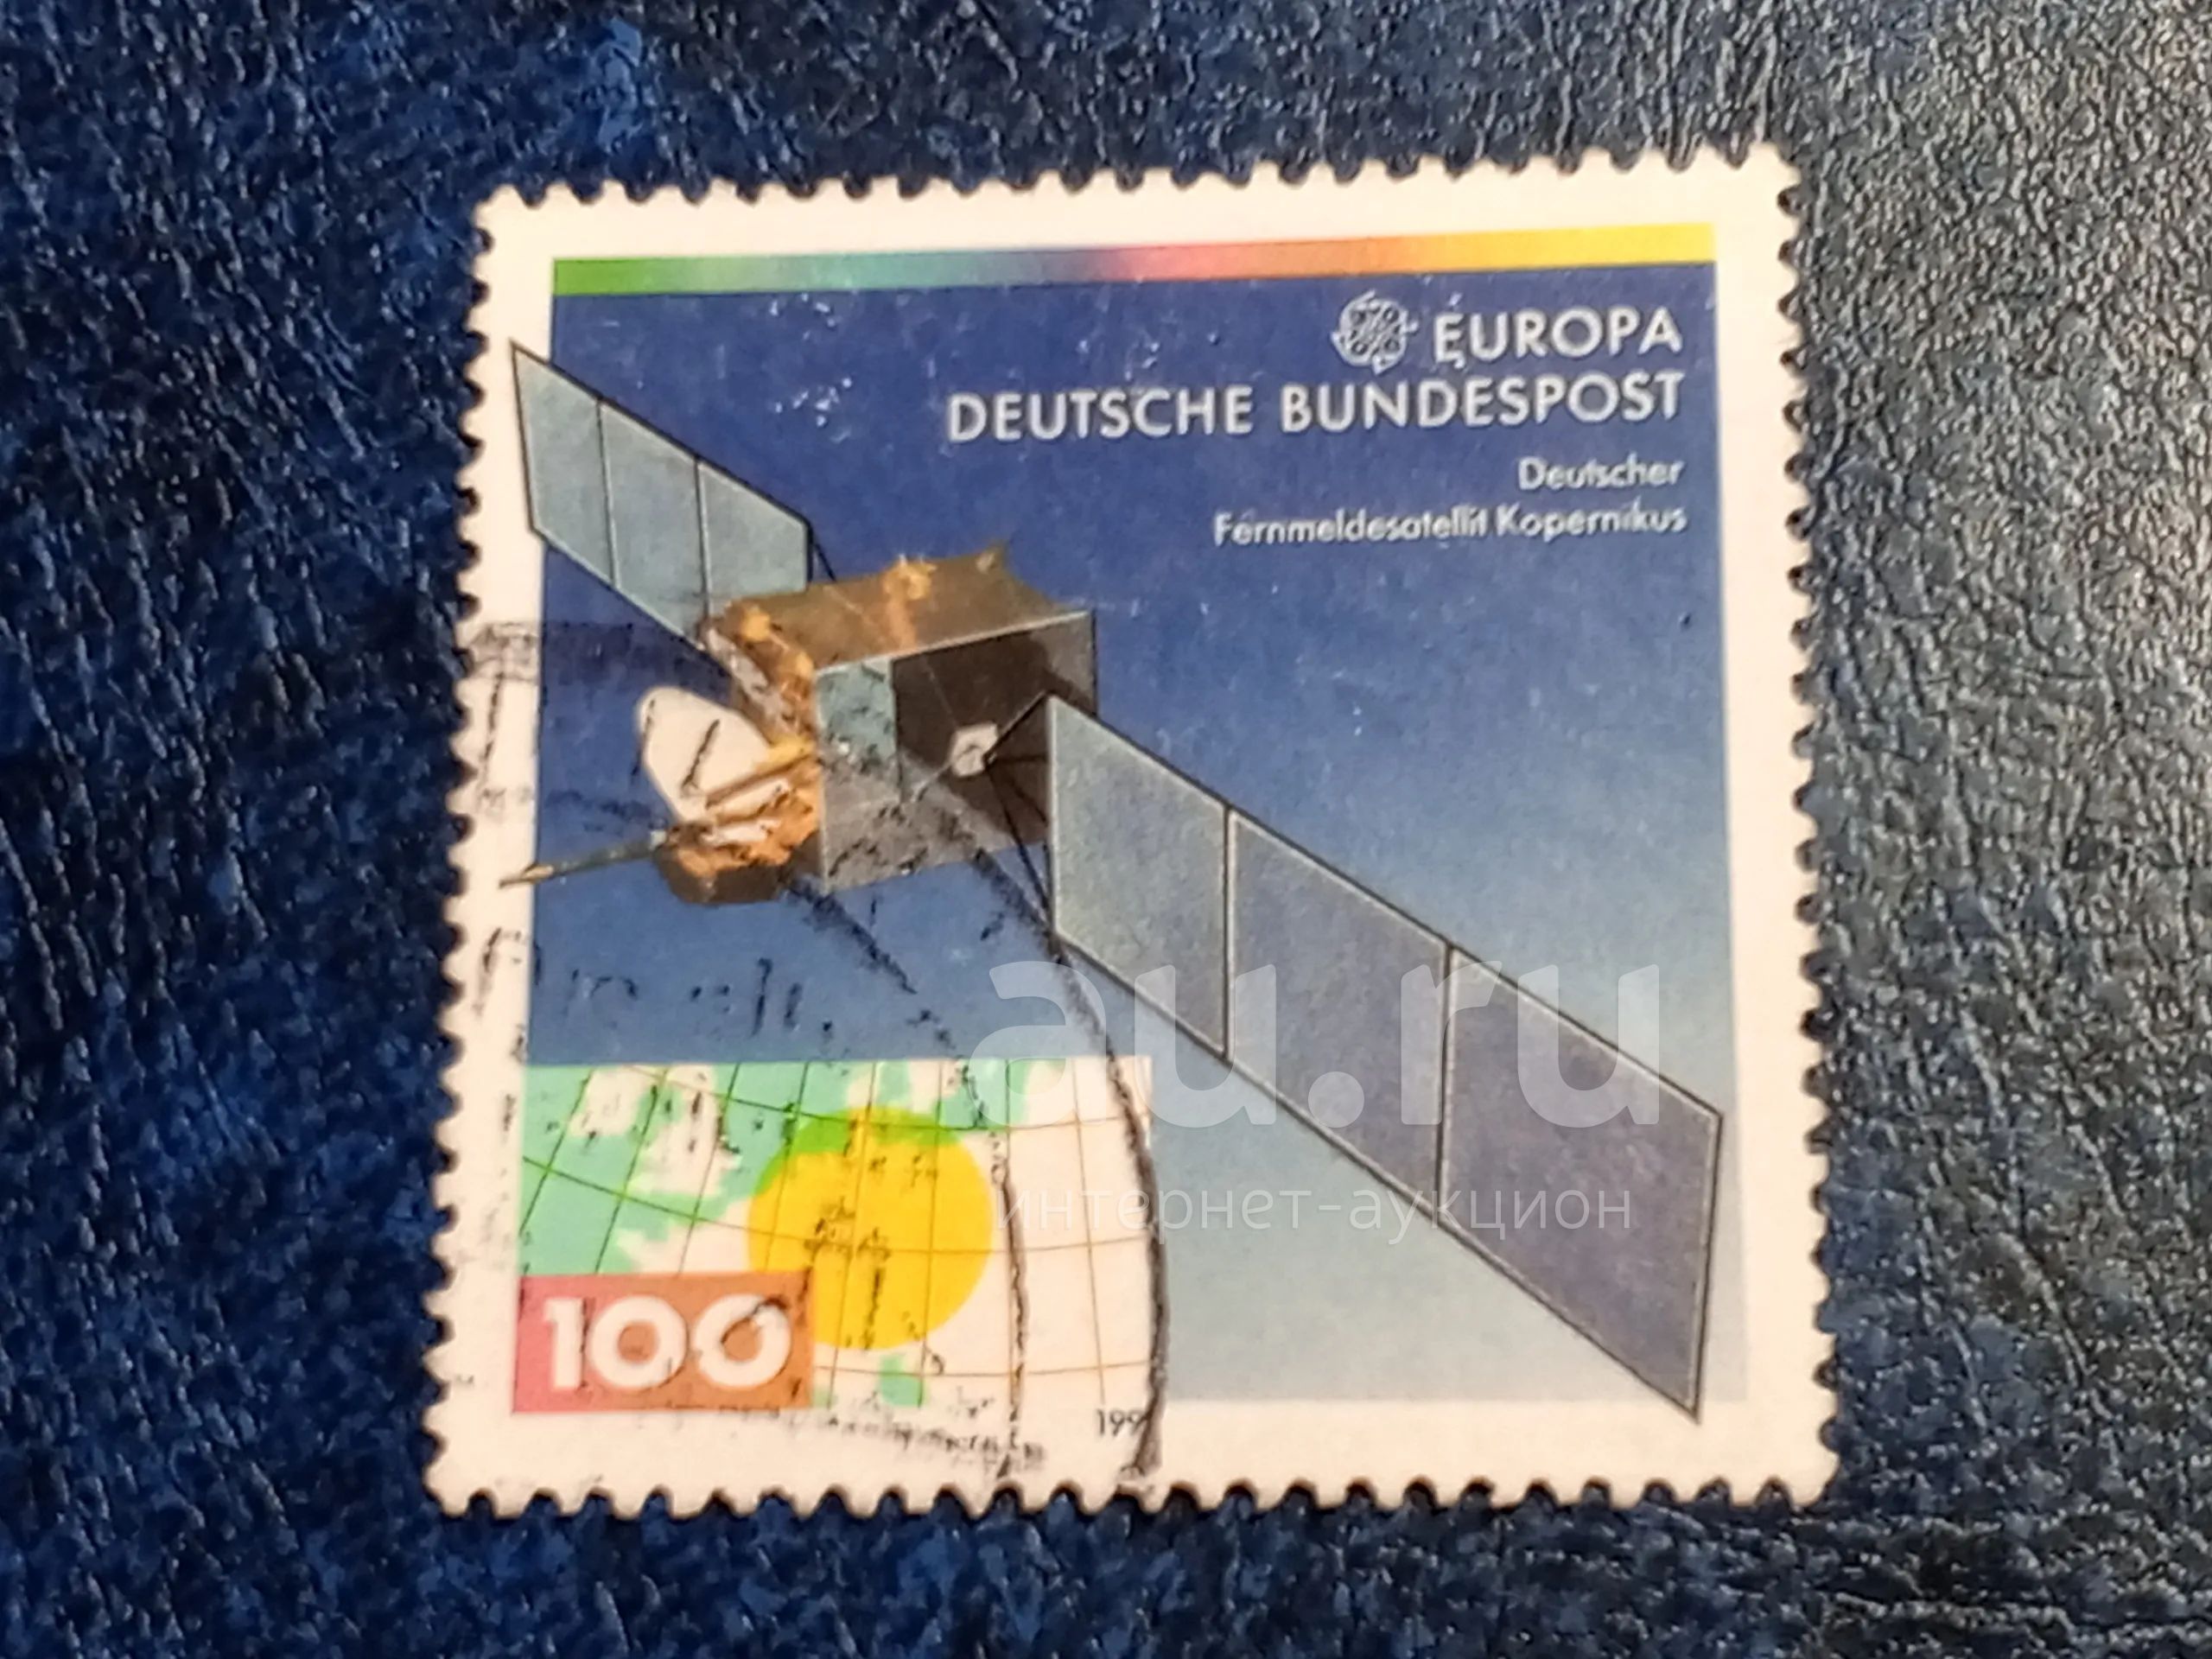 EUROPA
DEUTSCHE BUNDESPOST
Deutscher
Fernmeldesatellit Kopernikus
au.ru
интернет-аукцион
100